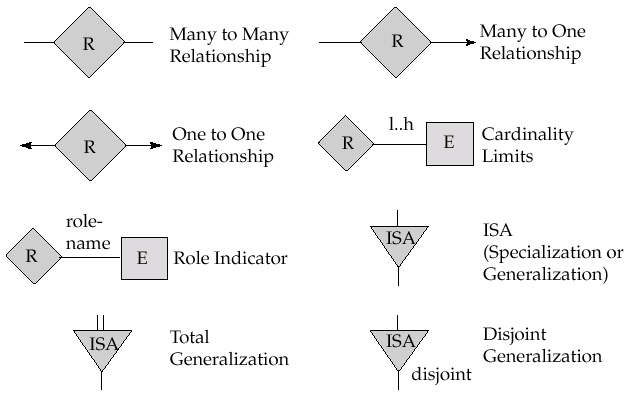 R
Many to Many
Relationship
R
Many to One
Relationship
R
One to One
Relationship
R
l..h
E
Cardinality
Limits
R
role-
name
E
Role Indicator
ISA
ISA
(Specialization or
Generalization)
ISA
Total
Generalization
ISA
disjoint
Disjoint
Generalization